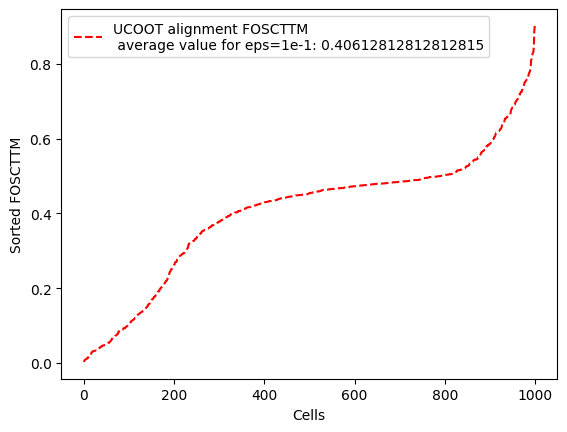 UCOOT alignment FOSCTTM
average value for eps=1e-1: 0.40612812812812815
0.8
0.6
0.4
0.2
0.0
Sorted FOSCTTM
0 200 400 600 800 1000
Cells